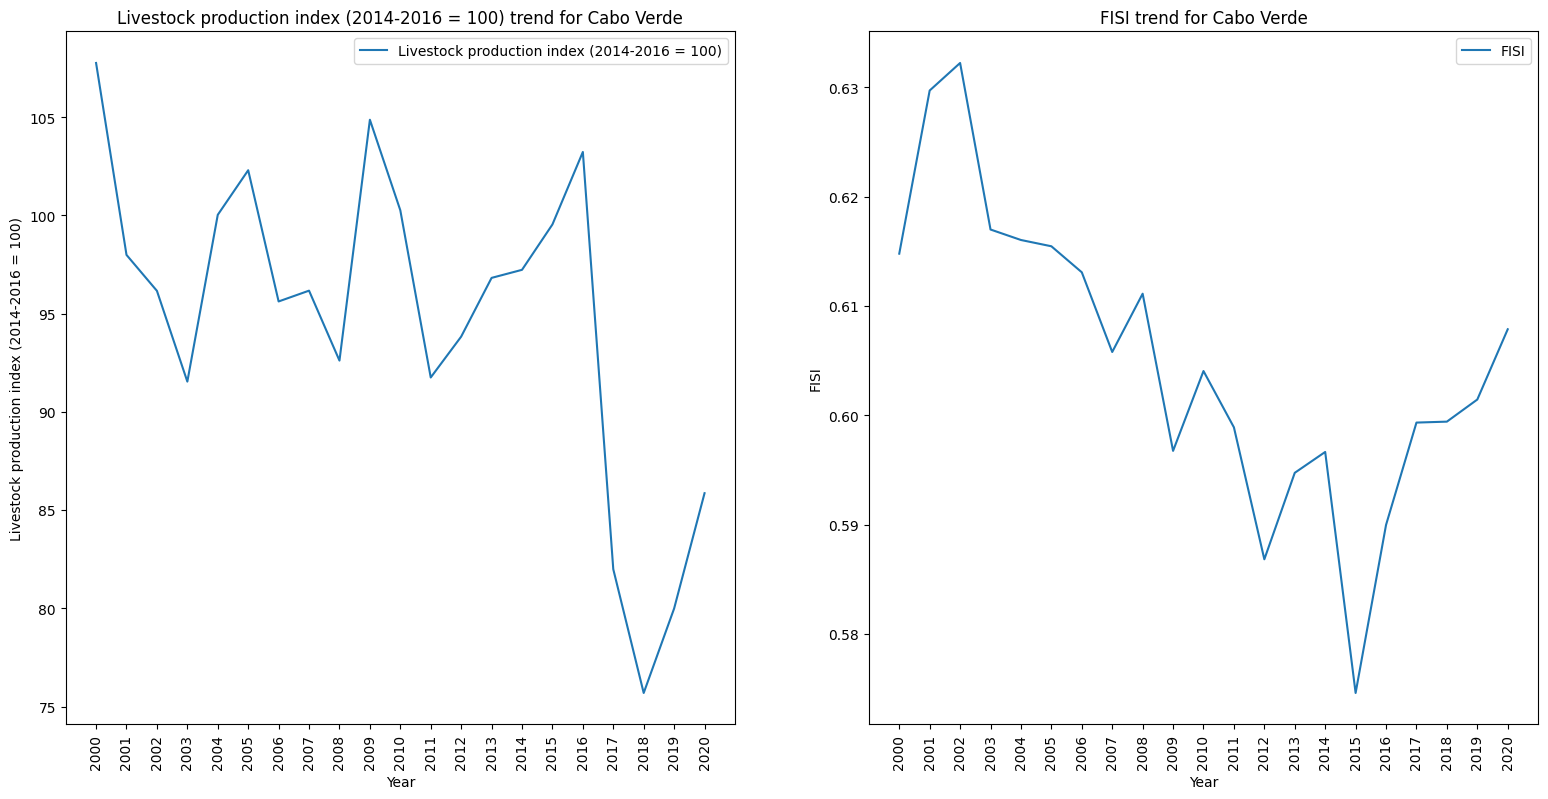 Livestock production index (2014-2016 = 100) trend for Cabo Verde
Livestock production index (2014-2016 = 100)
Livestock production index (2014-2016 = 100)
105
100
95
90
85
80
75
2000 2001 2002 2003 2004 2005 2006 2007 2008 2009 2010 2011 2012 2013 2014 2015 2016 2017 2018 2019 2020
Year
FISI trend for Cabo Verde
FISI
FISI
0.63
0.62
0.61
0.60
0.59
0.58
2000 2001 2002 2003 2004 2005 2006 2007 2008 2009 2010 2011 2012 2013 2014 2015 2016 2017 2018 2019 2020
Year